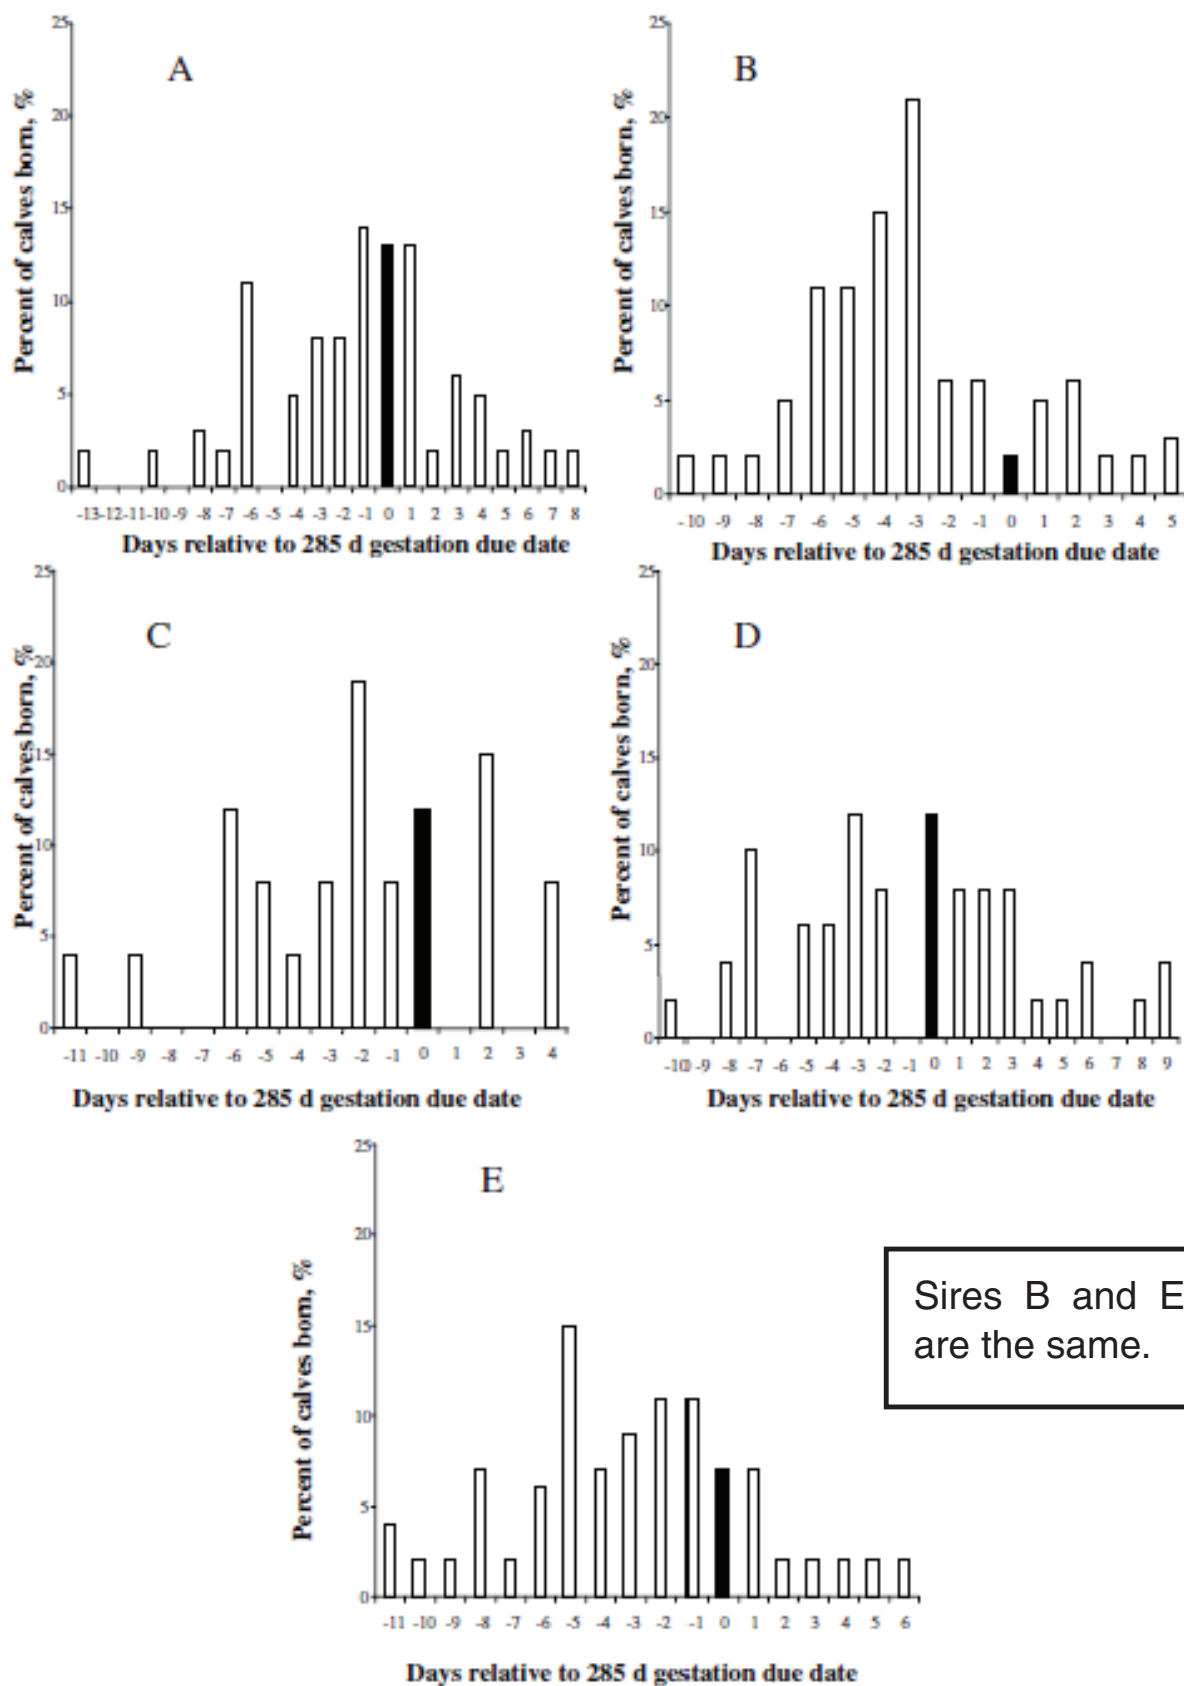 A
Percent of calves born, %
25
20
15
10
5
0
-13 -12 -11 -10 -9 -8 -7 -6 -5 -4 -3 -2 -1 0 1 2 3 4 5 6 7 8
Days relative to 285 d gestation due date
B
Percent of calves born, %
25
20
15
10
5
0
-10 -9 -8 -7 -6 -5 -4 -3 -2 -1 0 1 2 3 4 5
Days relative to 285 d gestation due date
C
Percent of calves born, %
25
20
15
10
5
0
-11 -10 -9 -8 -7 -6 -5 -4 -3 -2 -1 0 1 2 3 4
Days relative to 285 d gestation due date
D
Percent of calves born, %
25
20
15
10
5
0
-10 -9 -8 -7 -6 -5 -4 -3 -2 -1 0 1 2 3 4 5 6 7 8 9
Days relative to 285 d gestation due date
E
Percent of calves born, %
25
20
15
10
5
0
-11 -10 -9 -8 -7 -6 -5 -4 -3 -2 -1 0 1 2 3 4 5 6
Days relative to 285 d gestation due date
Sires B and E
are the same.